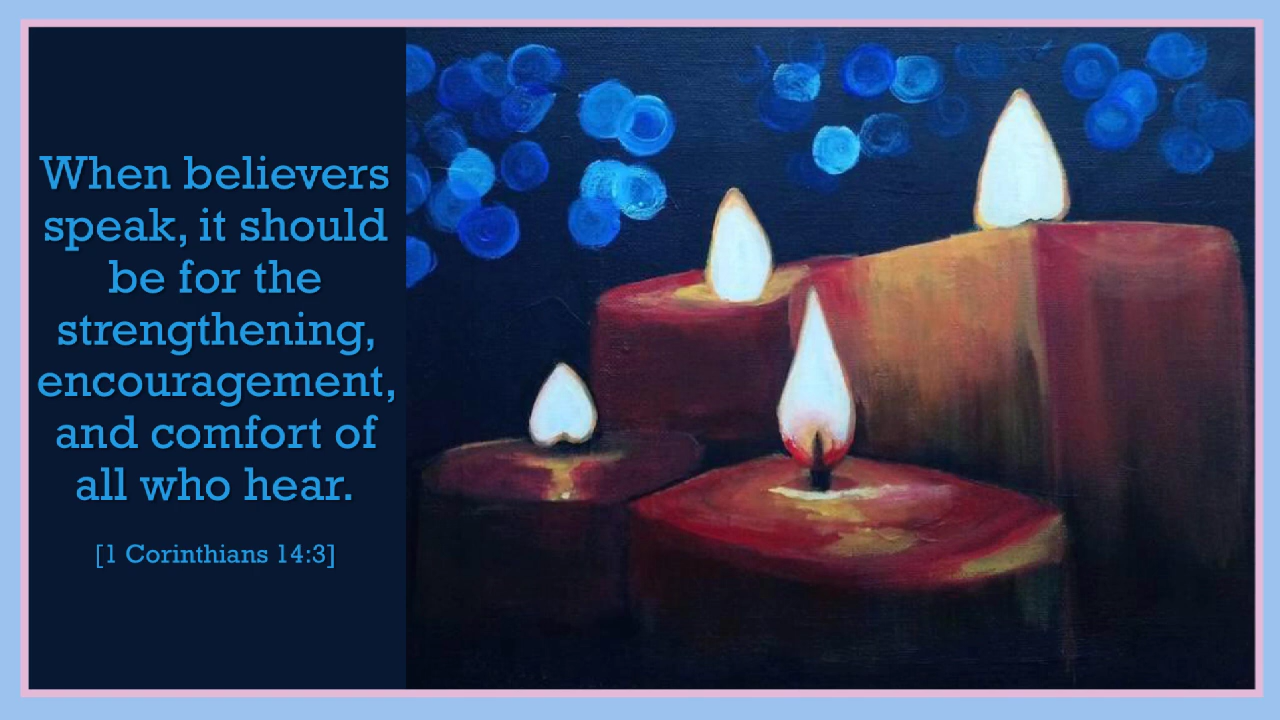 When believers
speak, it should
be for the
strengthening,
encouragement,
and comfort of
all who hear.
[1 Corinthians 14:3]